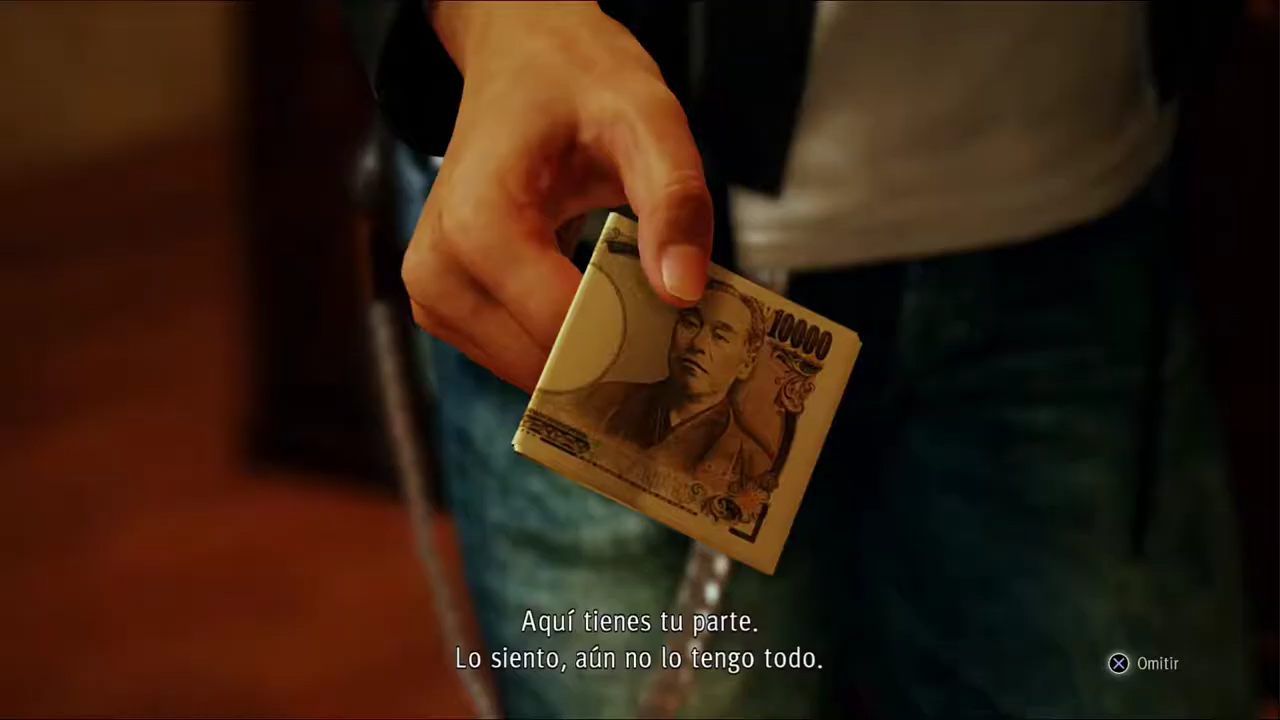 10000
Aquí tienes tu parte.
Lo siento, aún no lo tengo todo.
Omitir